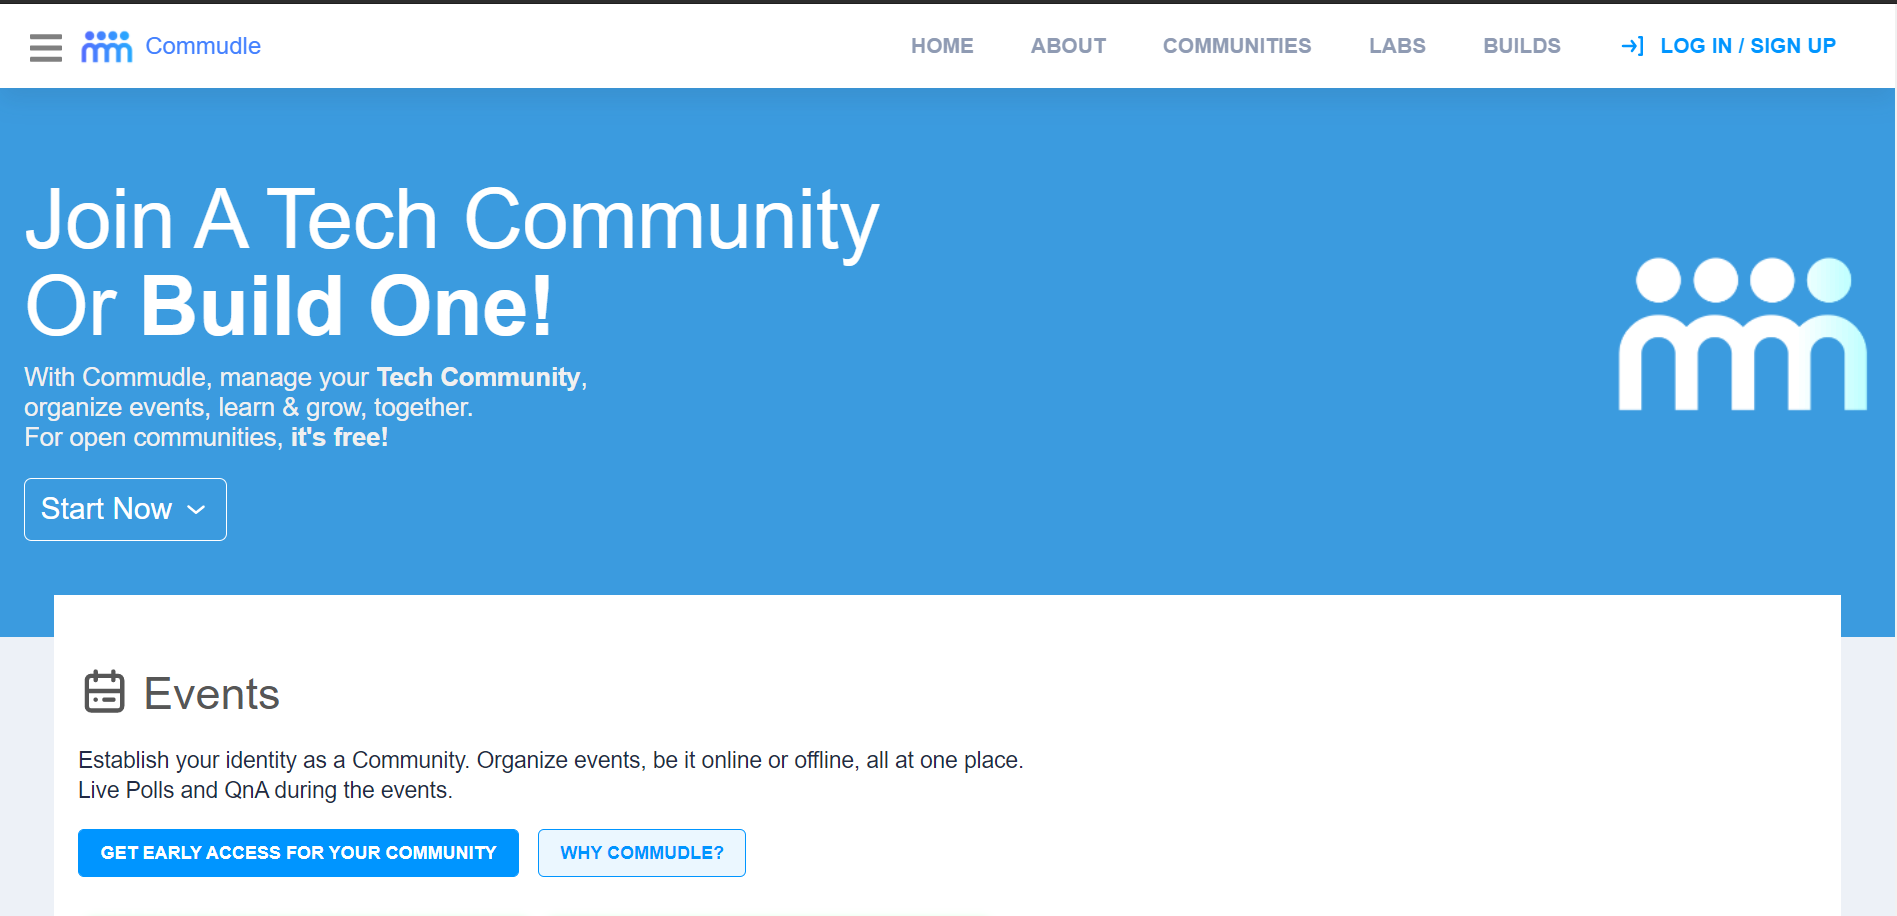 Commudle
HOME
ABOUT
COMMUNITIES
LABS
BUILDS
LOG IN / SIGN UP
Join A Tech Community
Or Build One!
With Commudle, manage your Tech Community,
organize events, learn & grow, together.
For open communities, it's free!
Start Now
Events
Establish your identity as a Community. Organize events, be it online or offline, all at one place.
Live Polls and QnA during the events.
GET EARLY ACCESS FOR YOUR COMMUNITY
WHY COMMUDLE?